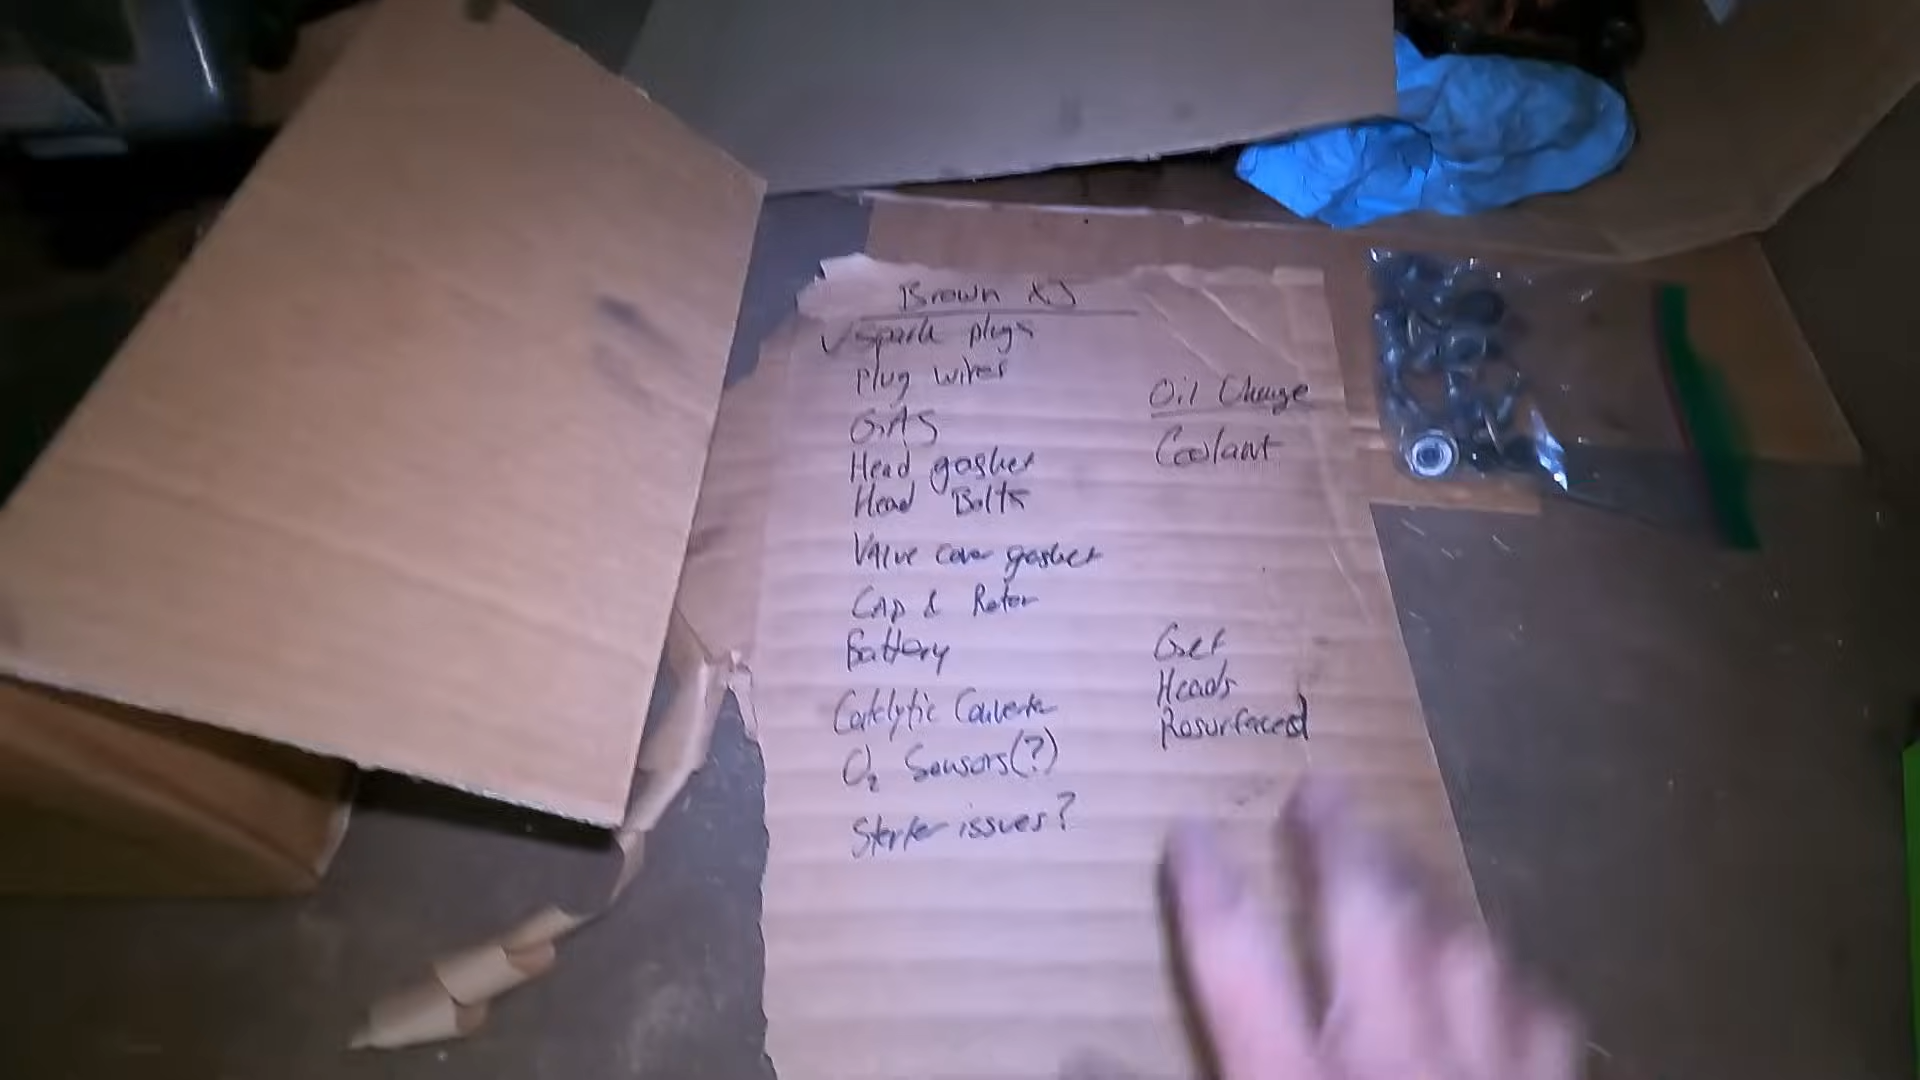 Brown XJ
✓ Spark plugs
Plug wires
GAS
Head gasket
Head Bolts
Valve cover gasket
Cap & Rotor
Battery
Catalytic Converter
O₂ Sensors(?)
Starter issues?
Oil Change
Coolant
Get
Heads
Resurfaced